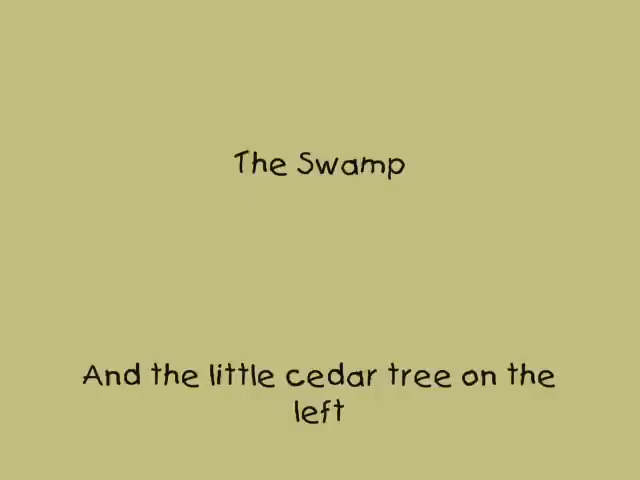 The Swamp
And the little cedar tree on the
left